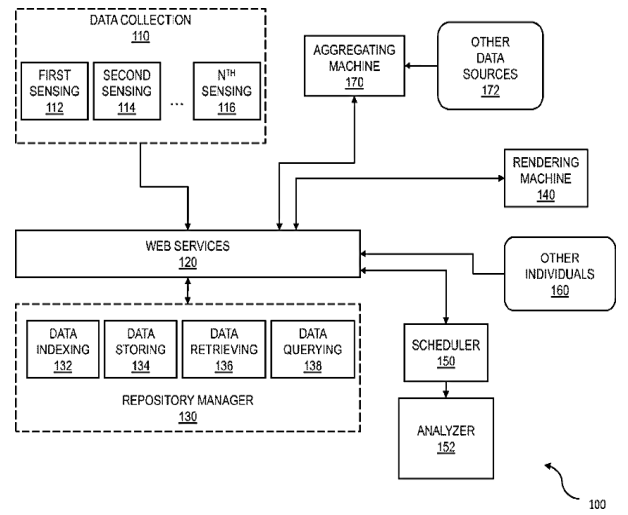 DATA COLLECTION
110
FIRST
SENSING
112
SECOND
SENSING
114
...
NTH
SENSING
116
AGGREGATING
MACHINE
170
OTHER
DATA
SOURCES
172
RENDERING
MACHINE
140
WEB SERVICES
120
OTHER
INDIVIDUALS
160
DATA
INDEXING
132
DATA
STORING
134
DATA
RETRIEVING
136
DATA
QUERYING
138
REPOSITORY MANAGER
130
SCHEDULER
150
ANALYZER
152
100